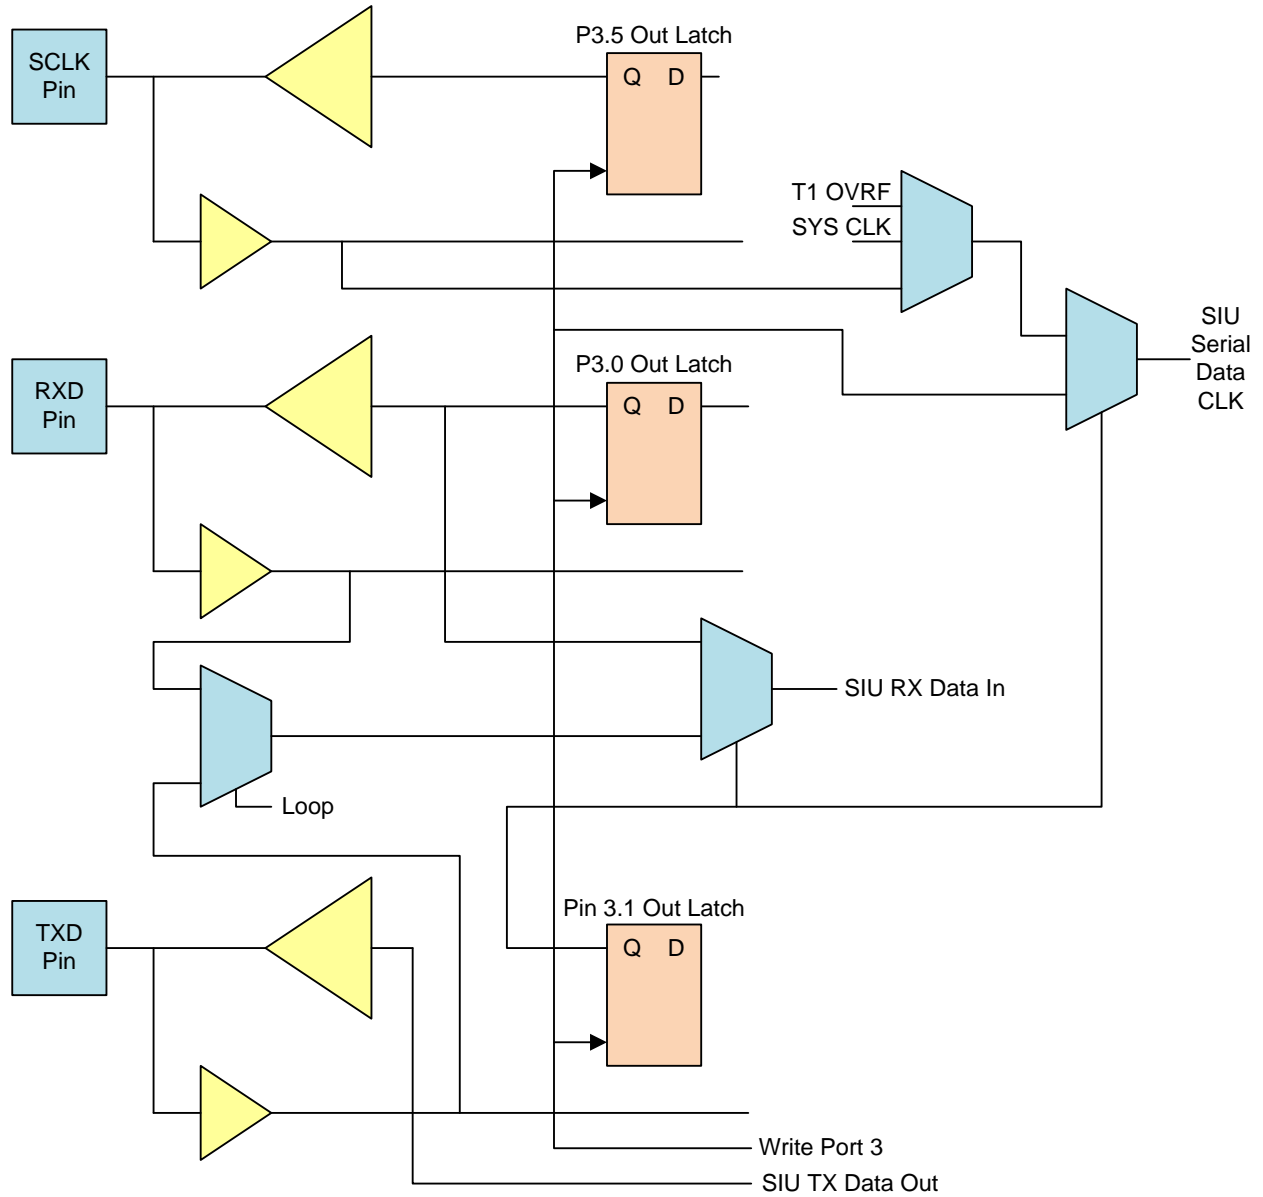 P3.5 Out Latch
SCLK
Pin
Q D
T1 OVRF
SYS CLK
SIU
Serial
Data
CLK
P3.0 Out Latch
RXD
Pin
Q D
SIU RX Data In
Loop
Pin 3.1 Out Latch
TXD
Pin
Q D
Write Port 3
SIU TX Data Out